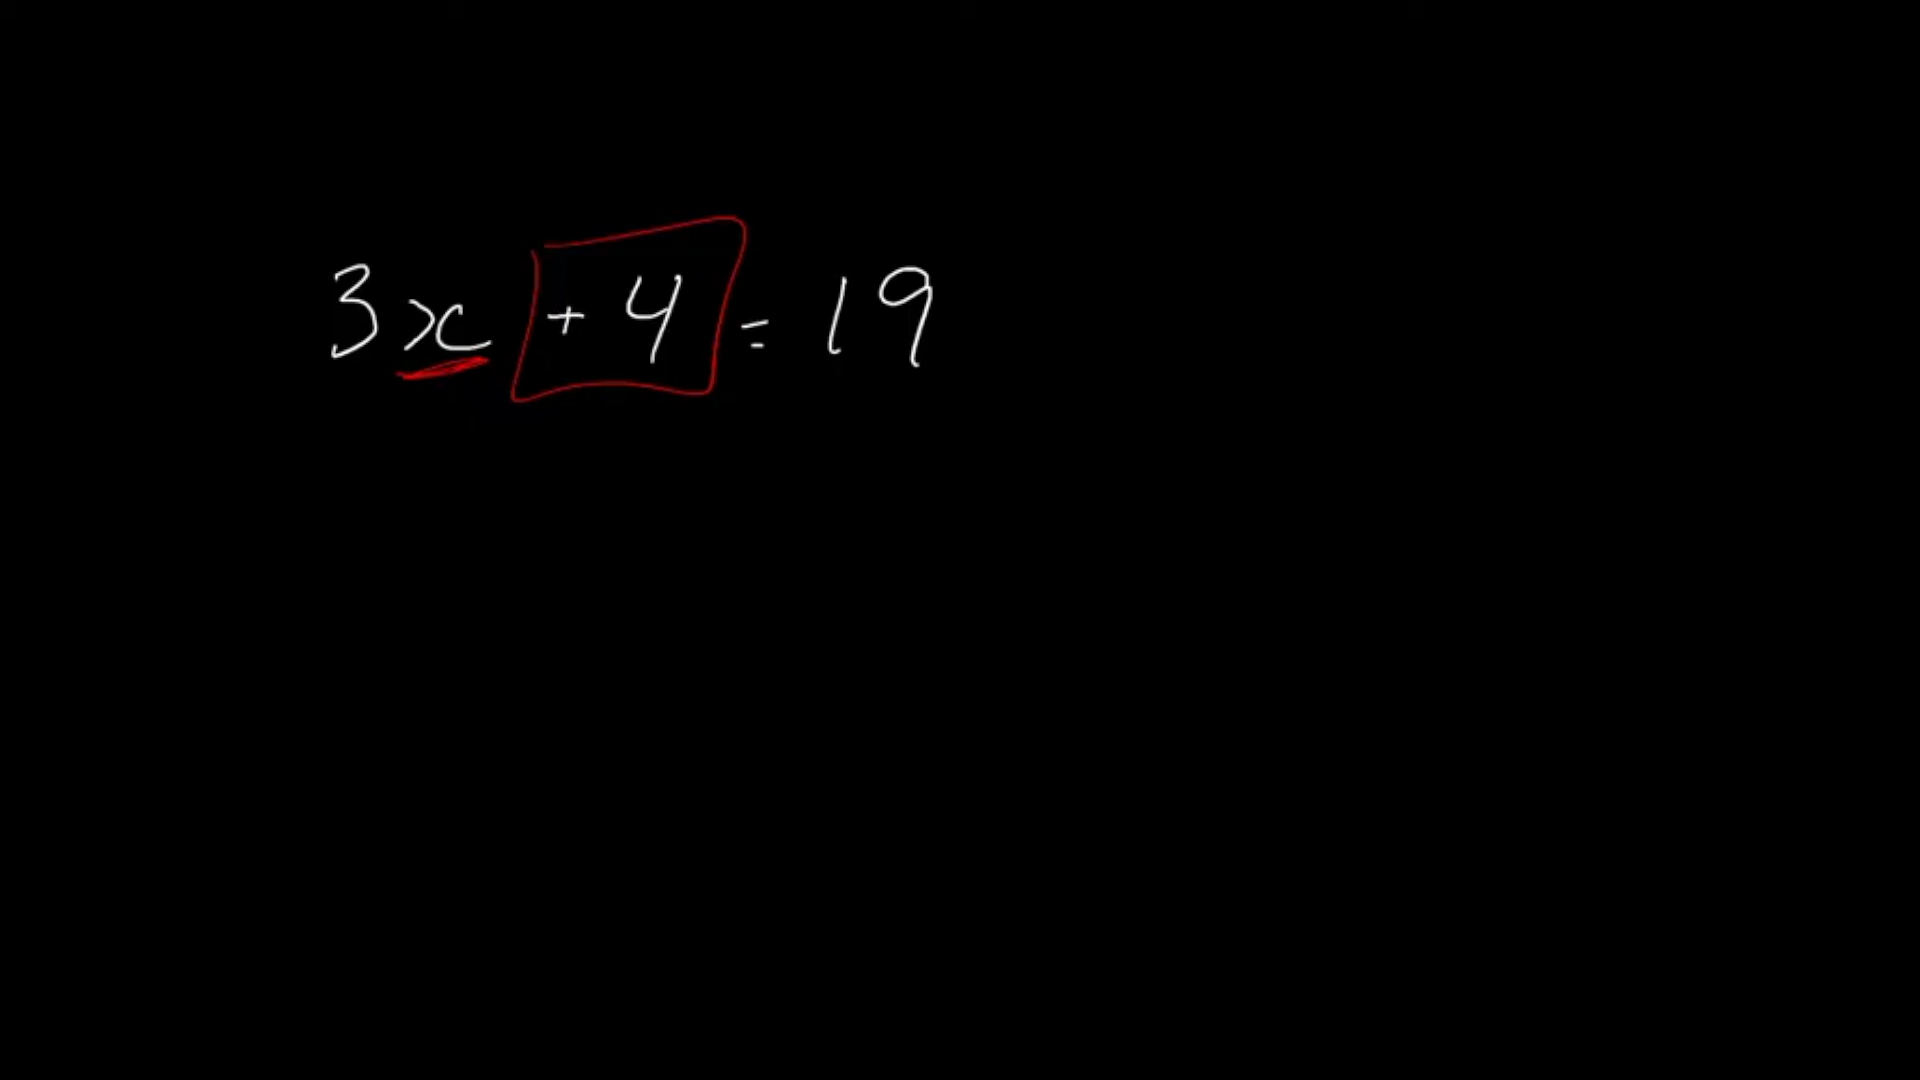 3x + 4 = 19